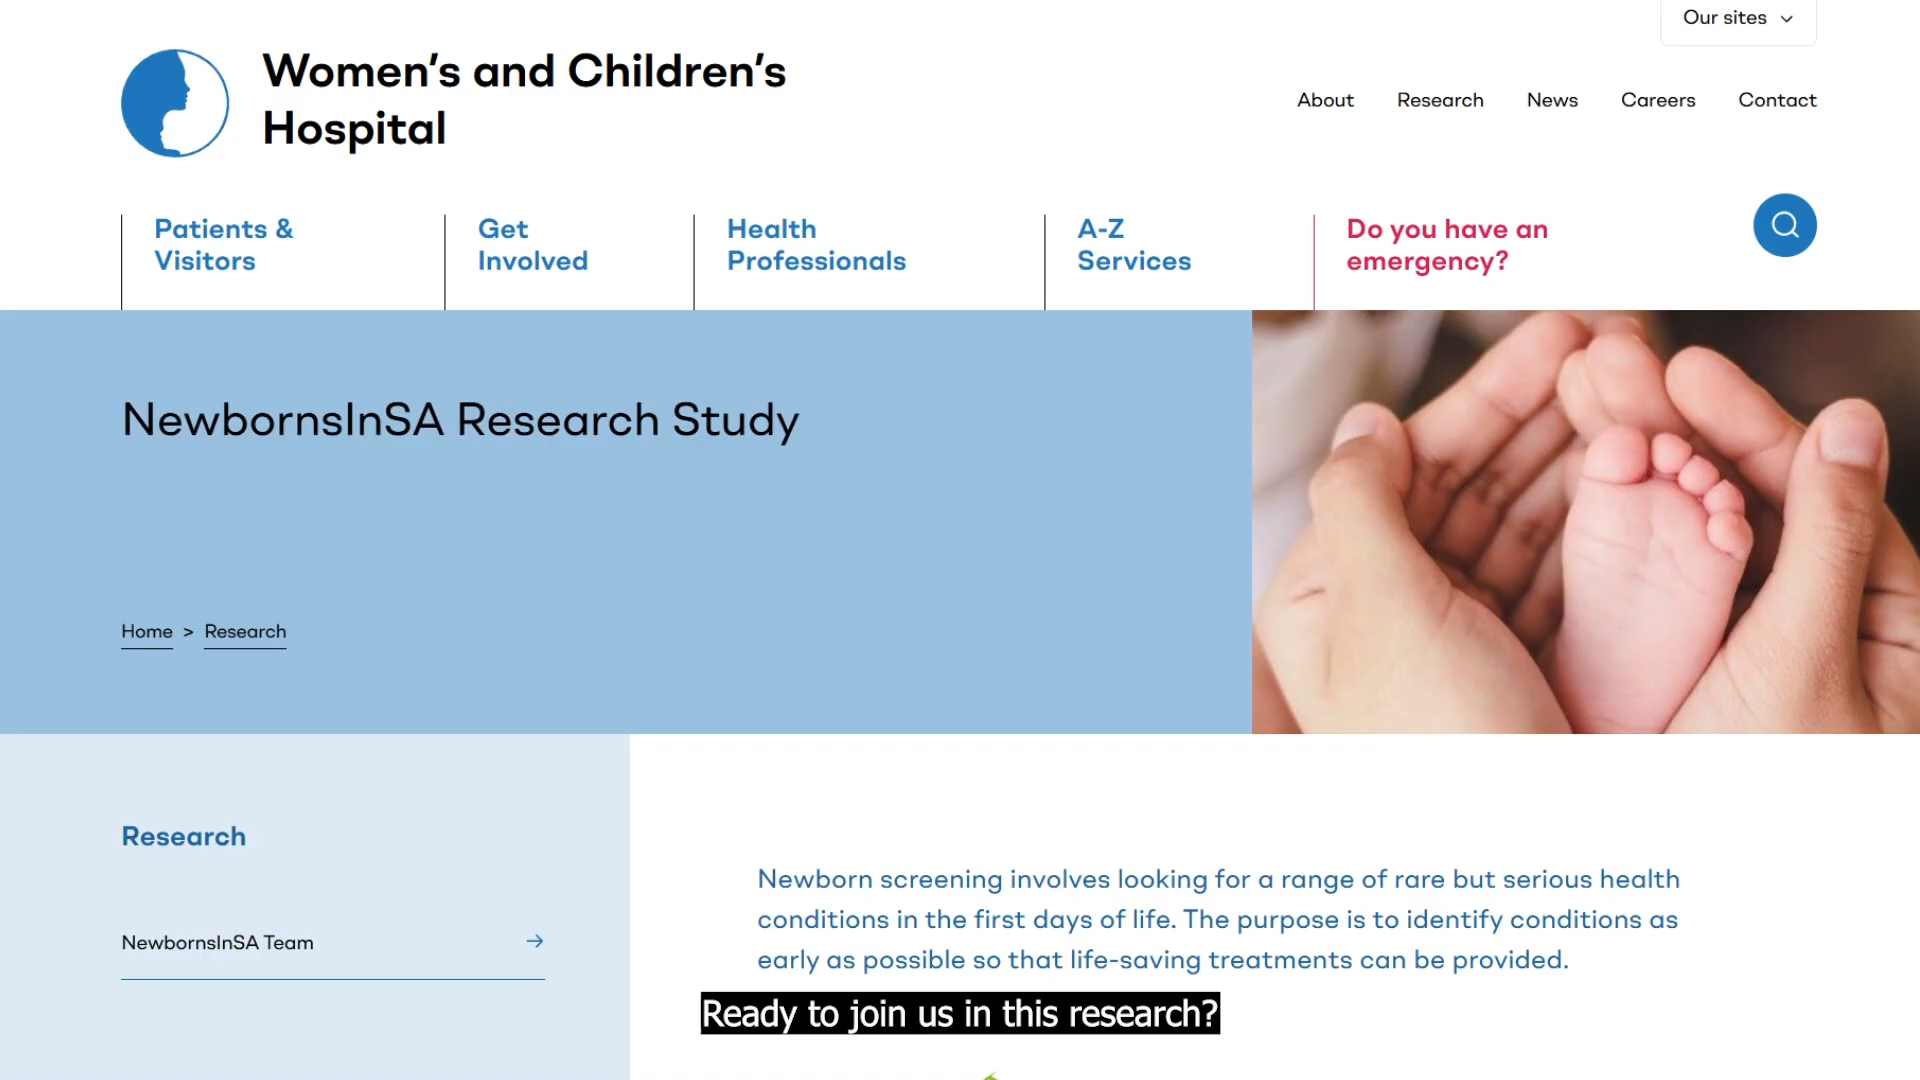 Our sites
Women's and Children's
Hospital
About Research News Careers Contact
Patients &
Visitors
Get
Involved
Health
Professionals
A-Z
Services
Do you have an
emergency?
NewbornsInSA Research Study
Home > Research
Research
NewbornsInSA Team
Newborn screening involves looking for a range of rare but serious health
conditions in the first days of life. The purpose is to identify conditions as
early as possible so that life-saving treatments can be provided.
Ready to join us in this research?